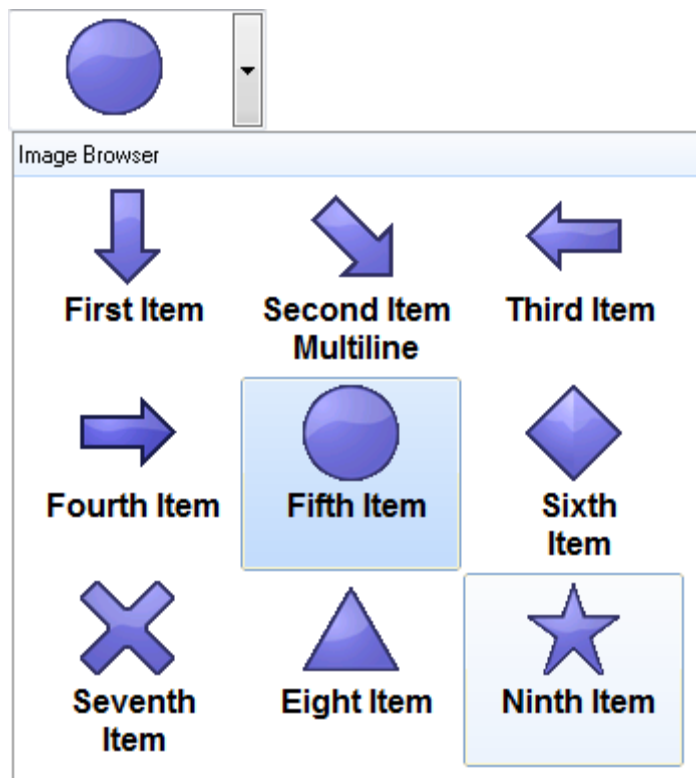 Image Browser
First Item
Second Item
Multiline
Third Item
Fourth Item
Fifth Item
Sixth
Item
Seventh
Item
Eight Item
Ninth Item